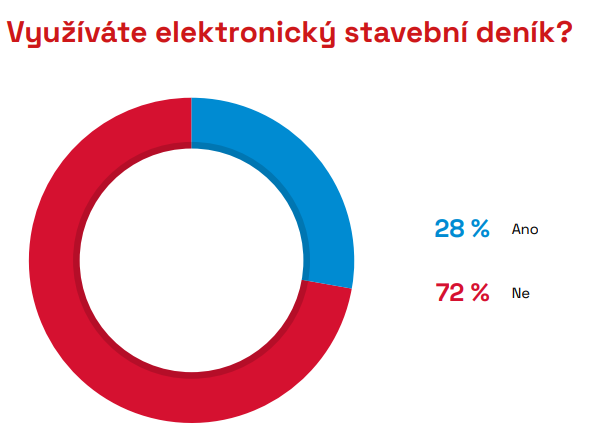 Využíváte elektronický stavební deník?
28 % Ano
72 % Ne